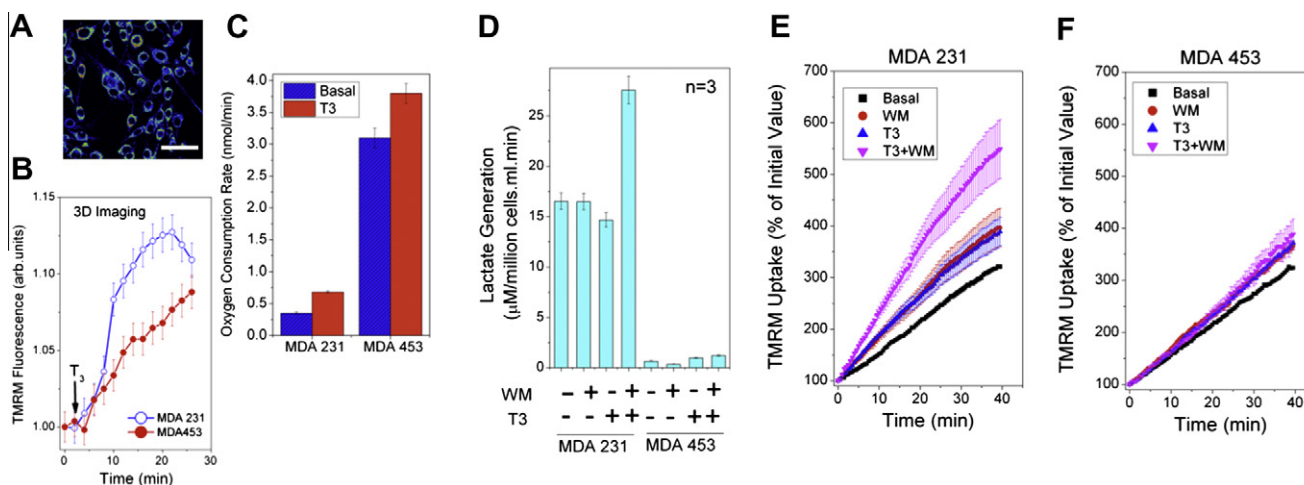 A
B
3D Imaging
T3
MDA 231
MDA453
1.15
1.10
1.05
1.00
TMRM Fluorescence (arb.units)
0 10 20 30
Time (min)
C
Basal
T3
4.0
3.5
3.0
2.5
2.0
1.5
1.0
0.5
0.0
Oxygen Consumption Rate (nmol/min)
MDA 231 MDA 453
D
n=3
25
20
15
10
5
0
Lactate Generation
(μM/million cells.ml.min)
WM - + - + - + - +
T3 - - + + - - + +
MDA 231 MDA 453
E
MDA 231
Basal
WM
T3
T3+WM
700
600
500
400
300
200
100
TMRM Uptake (% of Initial Value)
0 10 20 30 40
Time (min)
F
MDA 453
Basal
WM
T3
T3+WM
700
600
500
400
300
200
100
TMRM Uptake (% of Initial Value)
0 10 20 30 40
Time (min)